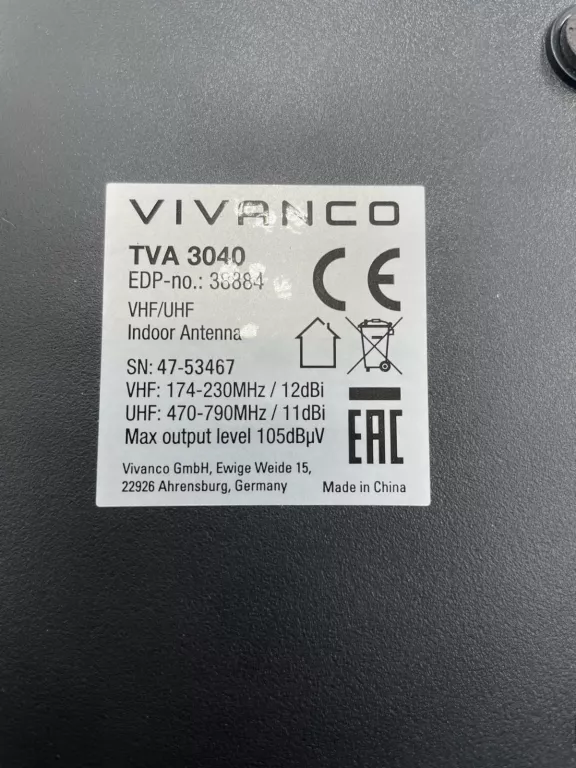 VIVANCO
TVA 3040
EDP-no.: 38884
CE
VHF/UHF
Indoor Antenna
SN: 47-53467
VHF: 174-230MHz / 12dBi
UHF: 470-790MHz / 11dBi
Max output level 105dBµV
EAC
Vivanco GmbH, Ewige Weide 15,
22926 Ahrensburg, Germany
Made in China